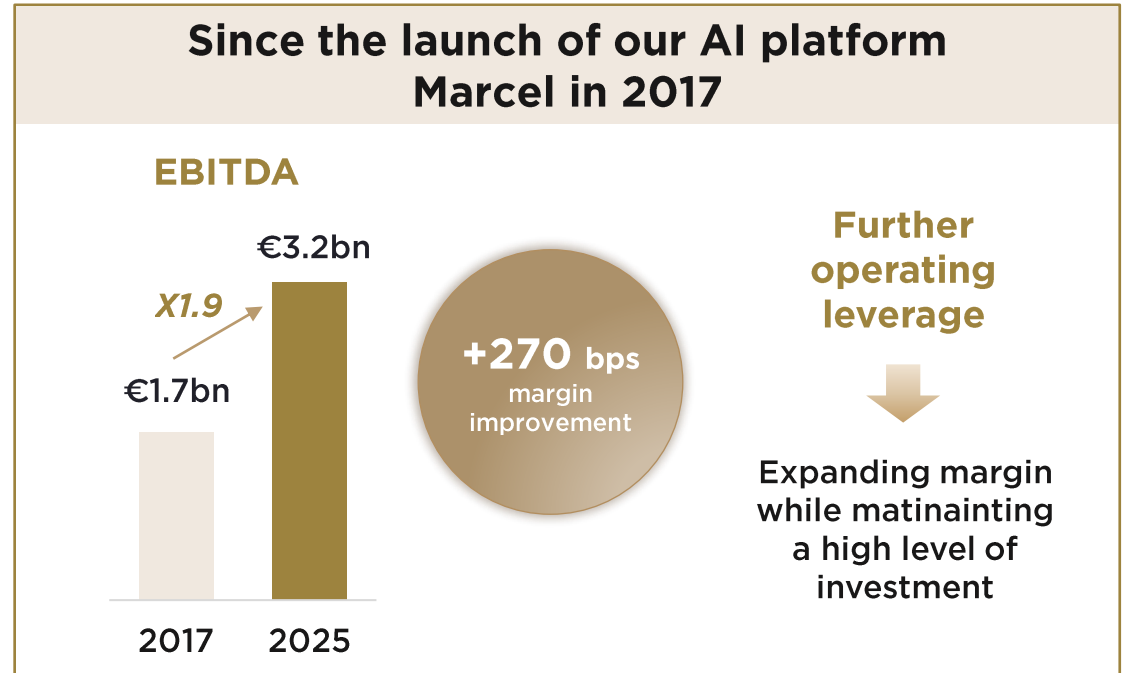 Since the launch of our AI platform
Marcel in 2017
EBITDA
€3.2bn
X1.9
€1.7bn
2017
2025
+270 bps
margin
improvement
Further
operating
leverage
Expanding margin
while matinainting
a high level of
investment